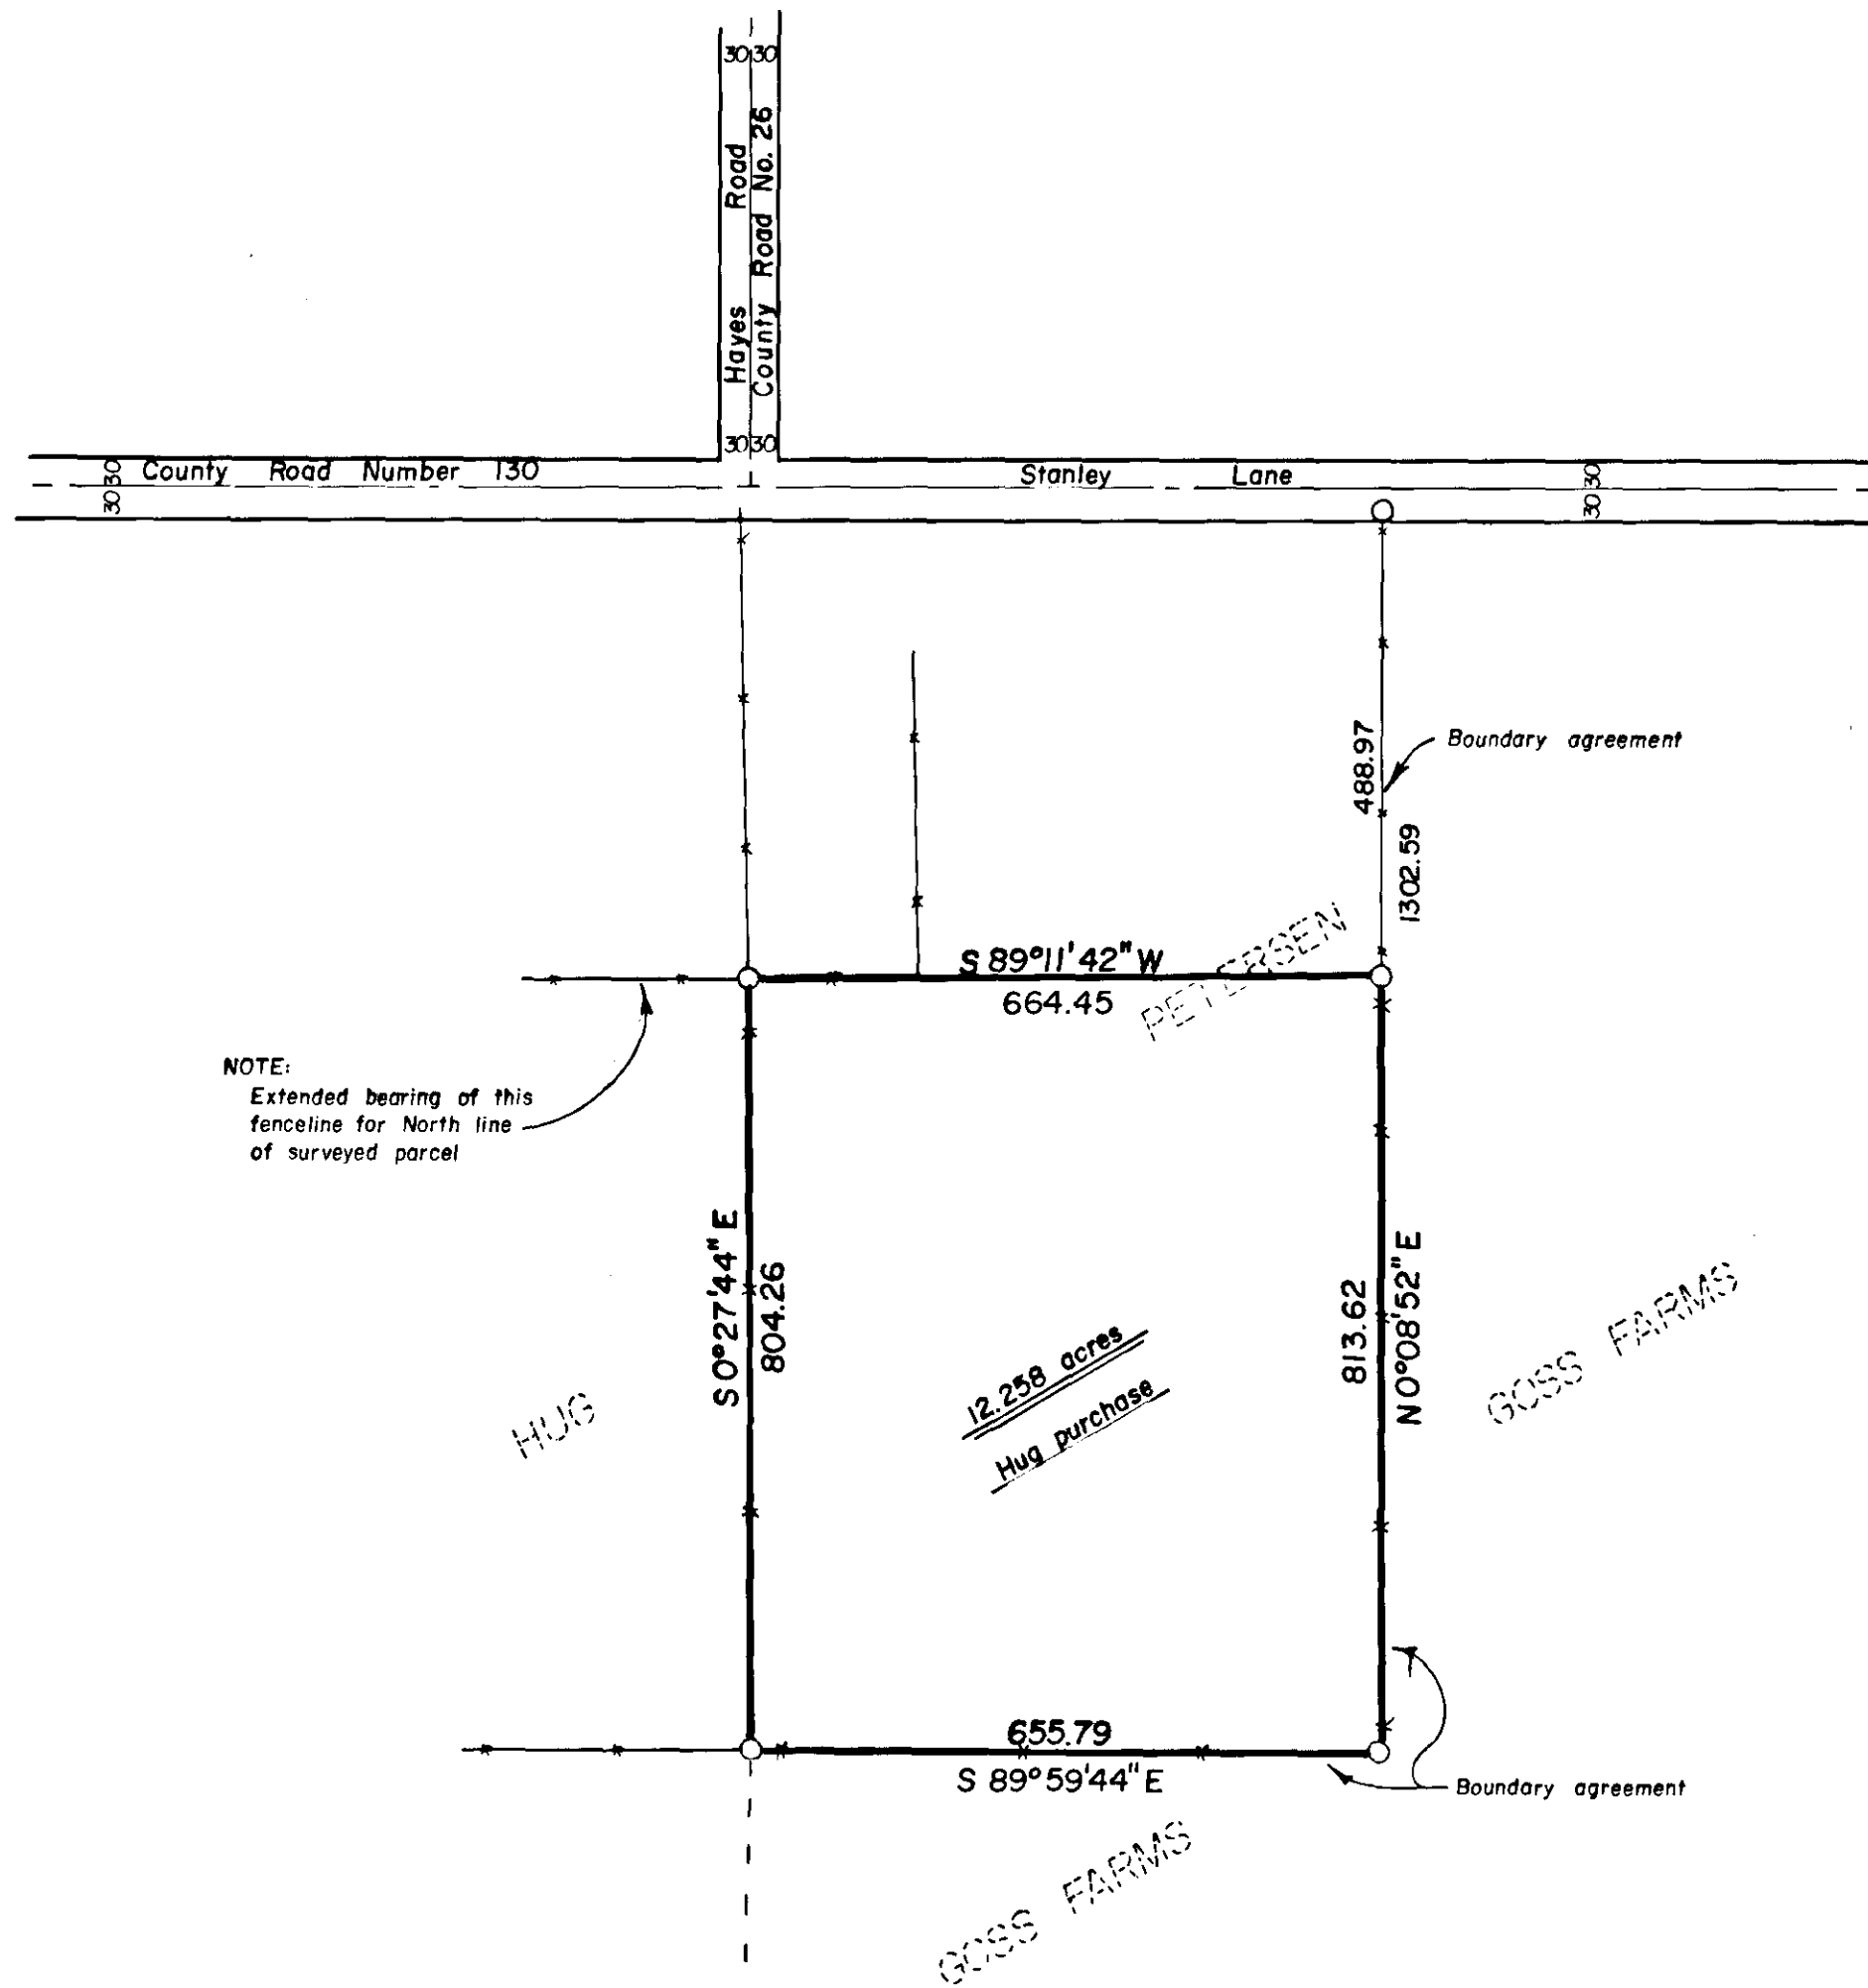 30 30
Hayes Road
County Road No. 26
30 30
30 30
County Road Number 130
Stanley Lane
30 30
488.97
Boundary agreement
1302.59
PETERSEN
S 89°11'42" W
664.45
NOTE:
Extended bearing of this
fenceline for North line
of surveyed parcel
S 0°27'44" E
804.26
813.62
N 0°08'52" E
GOSS FARMS
12.258 acres
Hug purchase
HUG
655.79
S 89°59'44" E
Boundary agreement
GOSS FARMS